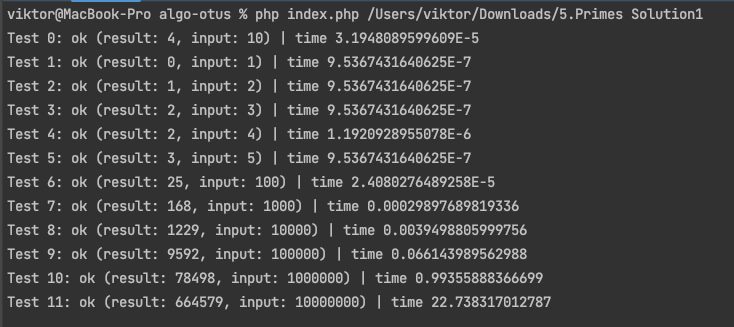 viktor@MacBook-Pro algo-otus % php index.php /Users/viktor/Downloads/5.Primes Solution1
Test 0: ok (result: 4, input: 10) | time 3.1948089599609E-5
Test 1: ok (result: 0, input: 1) | time 9.5367431640625E-7
Test 2: ok (result: 1, input: 2) | time 9.5367431640625E-7
Test 3: ok (result: 2, input: 3) | time 9.5367431640625E-7
Test 4: ok (result: 2, input: 4) | time 1.1920928955078E-6
Test 5: ok (result: 3, input: 5) | time 9.5367431640625E-7
Test 6: ok (result: 25, input: 100) | time 2.4080276489258E-5
Test 7: ok (result: 168, input: 1000) | time 0.00029897689819336
Test 8: ok (result: 1229, input: 10000) | time 0.0039498805999756
Test 9: ok (result: 9592, input: 100000) | time 0.066143989562988
Test 10: ok (result: 78498, input: 1000000) | time 0.99355888366699
Test 11: ok (result: 664579, input: 10000000) | time 22.738317012787